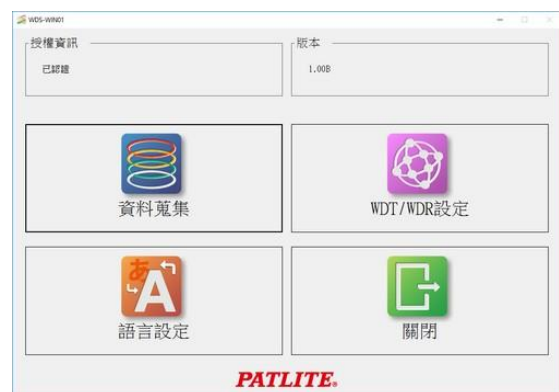 WDS-WIN01
授權資訊
已認證
版本
1.00B
資料蒐集
WDT/WDR設定
あ
A
語言設定
關閉
PATLITE®